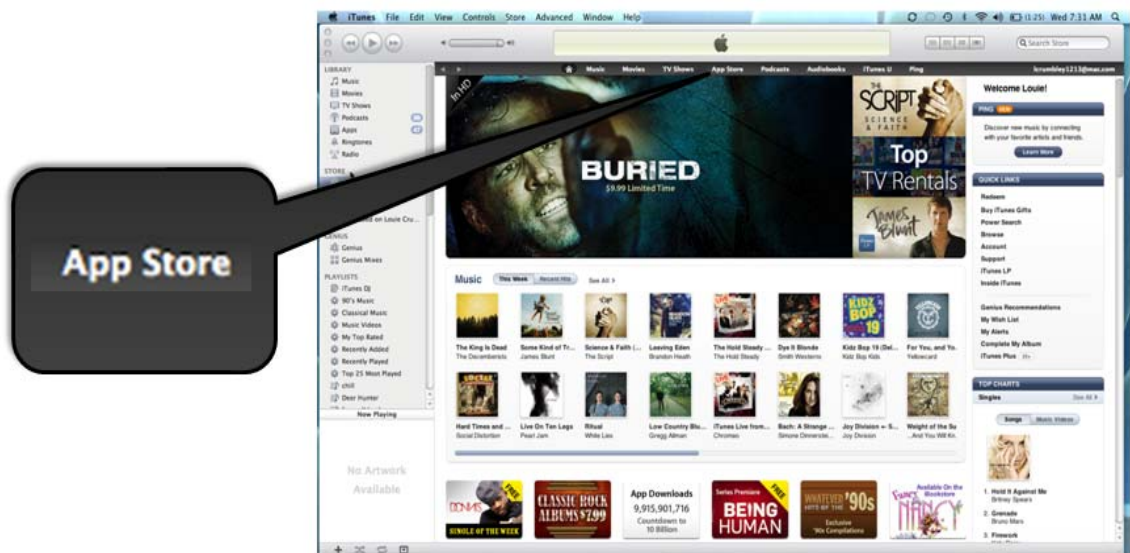 iTunes File Edit View Controls Store Advanced Window Help
(1:25) Wed 7:31 AM
Search Store
LIBRARY
Music
Movies
TV Shows
Podcasts
Apps
Ringtones
Radio
STORE
on Louie Cru...
GENIUS
Genius
Genius Mixes
PLAYLISTS
iTunes DJ
90's Music
Classical Music
Music Videos
My Top Rated
Recently Added
Recently Played
Top 25 Most Played
chill
Deer Hunter
Now Playing
No Artwork
Available
App Store
Music Movies TV Shows App Store Podcasts Audiobooks iTunes U Ping
lcrumbley1213@mac.com
In HD
BURIED
$9.99 Limited Time
THE
SCRIPT
SCIENCE
& FAITH
Top
TV Rentals
James
Blunt
Welcome Louie!
PING
Discover new music by connecting
with your favorite artists and friends.
Learn More
QUICK LINKS
Redeem
Buy iTunes Gifts
Power Search
Browse
Account
Support
iTunes LP
Inside iTunes
Genius Recommendations
My Wish List
My Alerts
Complete My Album
iTunes Plus
Music This Week Recent Hits See All >
The King Is Dead
The Decemberists
Some Kind of Tr...
James Blunt
Science & Faith (...
The Script
Leaving Eden
Brandon Heath
The Hold Steady ...
The Hold Steady
Dye It Blonde
Smith Westerns
KIDZ
BOP
19
Kidz Bop 19 (Del...
Kidz Bop Kids
For You, and Yo..
Yellowcard
Hard Times and ...
Social Distortion
Live On Ten Legs
Pearl Jam
Ritual
White Lies
Low Country Blu...
Gregg Allman
iTunes Live from...
Chromeo
Bach: A Strange ...
Simone Dinnerstei...
Joy Division
Weight of the Su
...And You Will Kn.
TOP CHARTS
Singles See All >
Songs Music Videos
1. Hold It Against Me
Britney Spears
2. Grenade
Bruno Mars
3. Firework
FREE
SINGLE OF THE WEEK
CLASSIC ROCK
ALBUMS $7.99
App Downloads
9,915,901,716
Countdown to
10 Billion
Series Premiere
FREE
BEING
HUMAN
WHATEVER '90s
HITS OF THE
Exclusive
'90s Compilations
Available On the
Bookstore
Fancy
NANCY